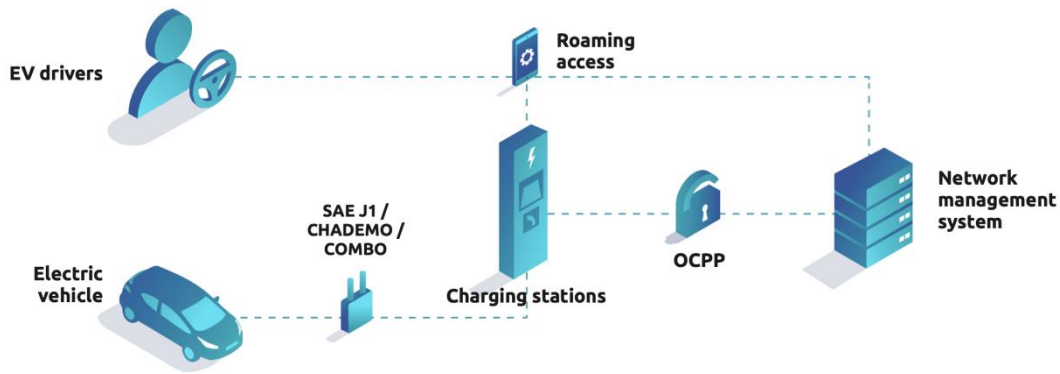 EV drivers
Roaming
access
SAE J1 /
CHADEMO /
COMBO
Electric
vehicle
Charging stations
OCPP
Network
management
system